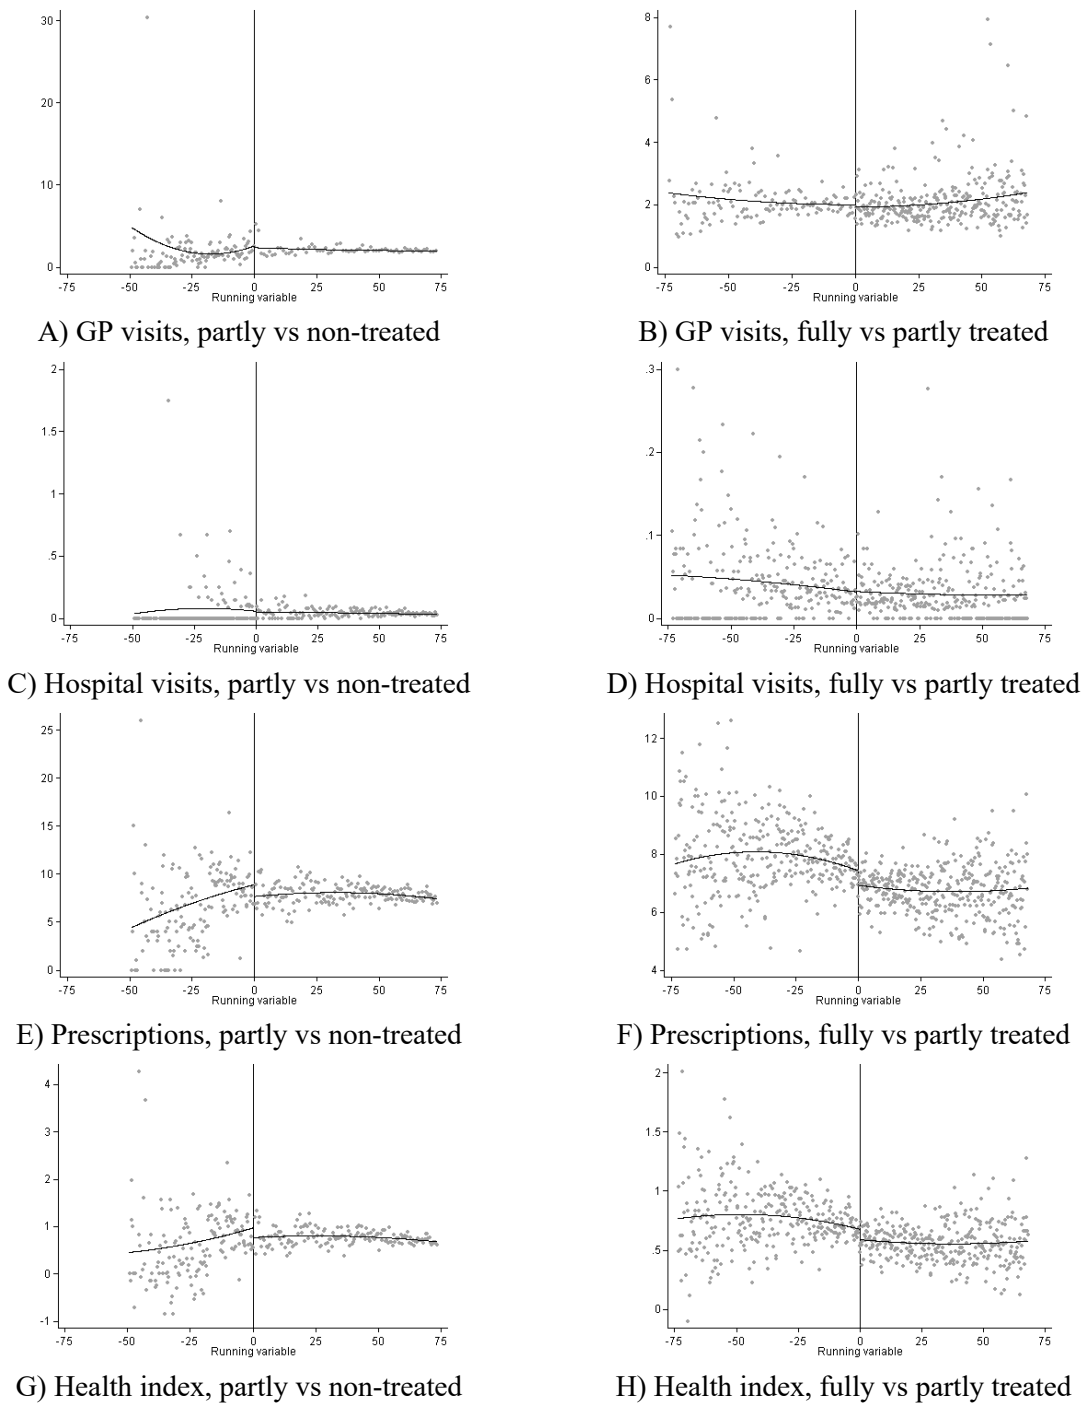 30
20
10
0
-75 -50 -25 0 25 50 75
Running variable
A) GP visits, partly vs non-treated
8
6
4
2
0
-75 -50 -25 0 25 50 75
Running variable
B) GP visits, fully vs partly treated
2
1.5
1
.5
0
-75 -50 -25 0 25 50 75
Running variable
C) Hospital visits, partly vs non-treated
.3
.2
.1
0
-75 -50 -25 0 25 50 75
Running variable
D) Hospital visits, fully vs partly treated
25
20
15
10
5
0
-75 -50 -25 0 25 50 75
Running variable
E) Prescriptions, partly vs non-treated
12
10
8
6
4
-75 -50 -25 0 25 50 75
Running variable
F) Prescriptions, fully vs partly treated
4
3
2
1
0
-1
-75 -50 -25 0 25 50 75
Running variable
G) Health index, partly vs non-treated
2
1.5
1
.5
0
-75 -50 -25 0 25 50 75
Running variable
H) Health index, fully vs partly treated